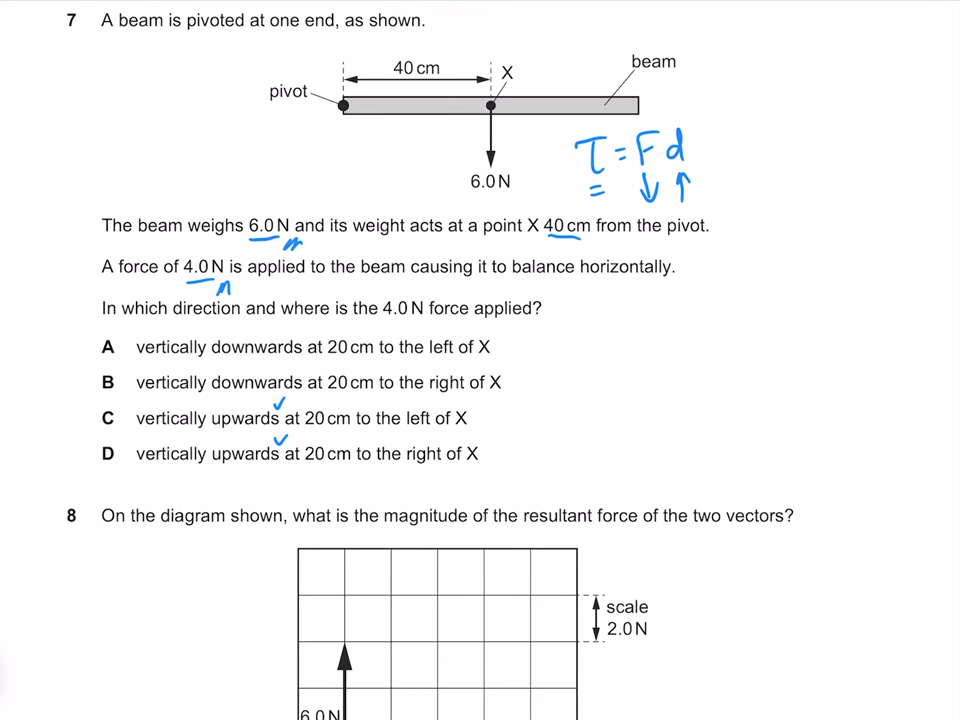 7 A beam is pivoted at one end, as shown.
40 cm
X
beam
pivot
6.0 N
τ = F d
= ↓ ↑
The beam weighs 6.0 N and its weight acts at a point X 40 cm from the pivot.
A force of 4.0 N is applied to the beam causing it to balance horizontally.
In which direction and where is the 4.0 N force applied?
A vertically downwards at 20 cm to the left of X
B vertically downwards at 20 cm to the right of X
C vertically upwards at 20 cm to the left of X
D vertically upwards at 20 cm to the right of X
8 On the diagram shown, what is the magnitude of the resultant force of the two vectors?
scale
2.0 N
6.0 N